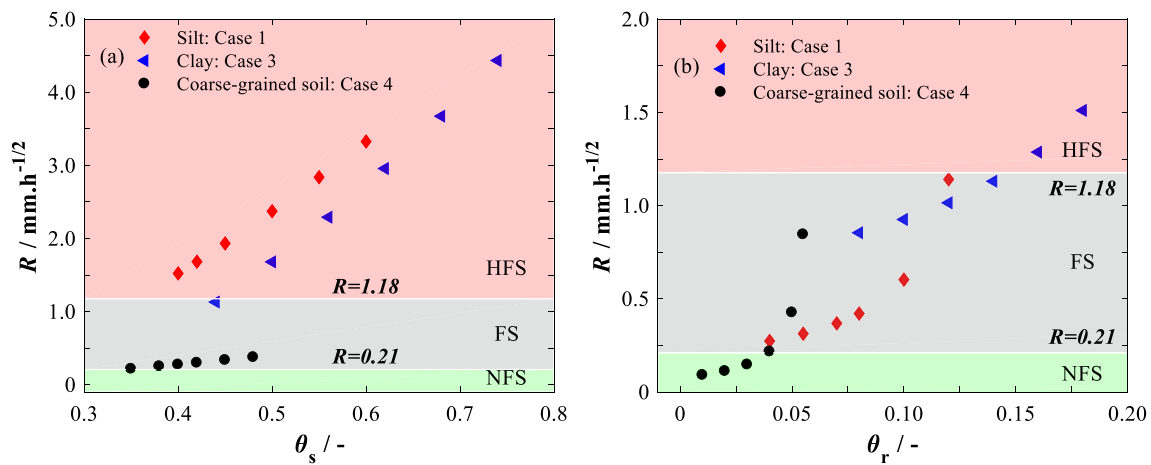 (a)
Silt: Case 1
Clay: Case 3
Coarse-grained soil: Case 4
HFS
R=1.18
FS
R=0.21
NFS
5.0
4.0
3.0
2.0
1.0
0
0.3 0.4 0.5 0.6 0.7 0.8
R / mm.h-1/2
θs / -
(b)
Silt: Case 1
Clay: Case 3
Coarse-grained soil: Case 4
HFS
R=1.18
FS
R=0.21
NFS
2.0
1.5
1.0
0.5
0
0 0.05 0.10 0.15 0.20
R / mm.h-1/2
θr / -